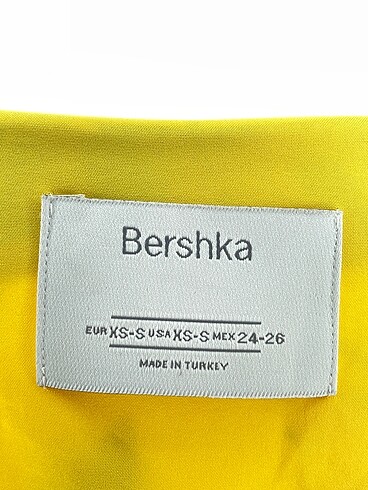 Bershka
EUR XS-S USA XS-S MEX 24-26
MADE IN TURKEY